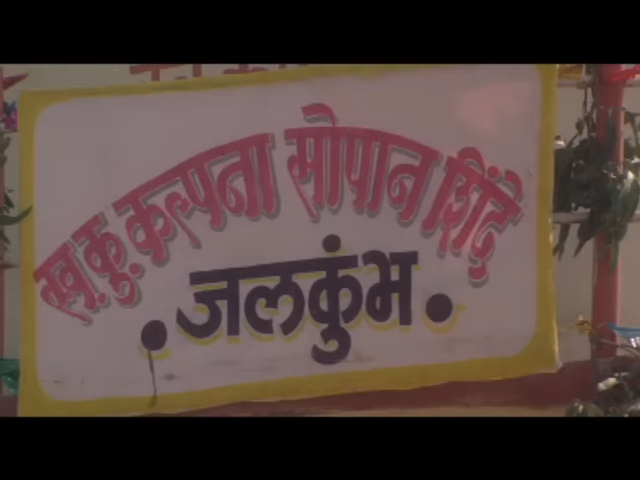 स्व.कु.कल्पना सोपान शिंदे
. जलकुंभ .